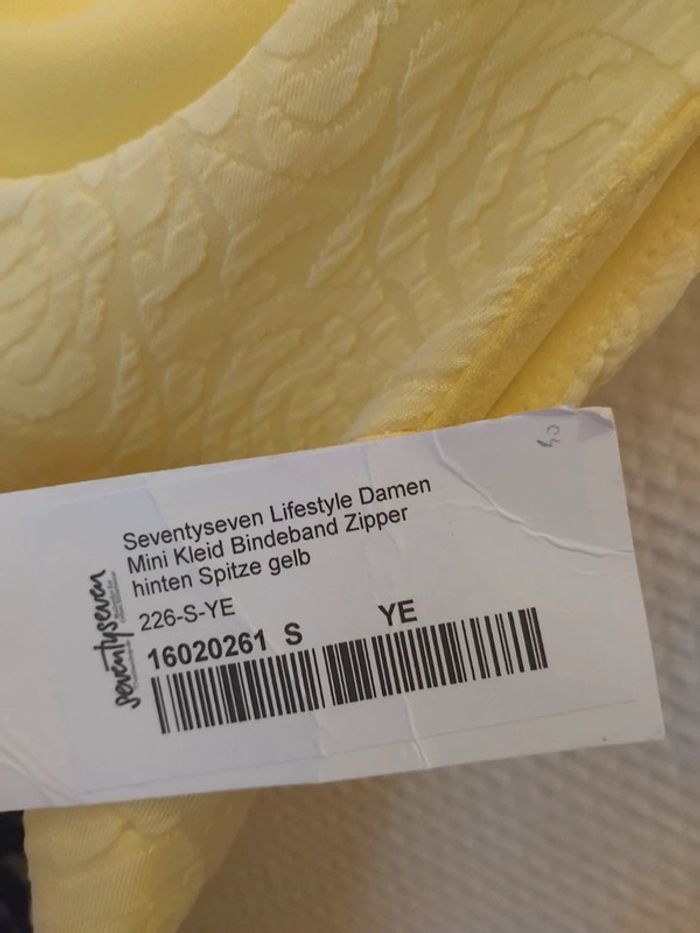 Seventyseven Lifestyle Damen
Mini Kleid Bindeband Zipper
hinten Spitze gelb
226-S-YE
16020261 S YE
seventyseven